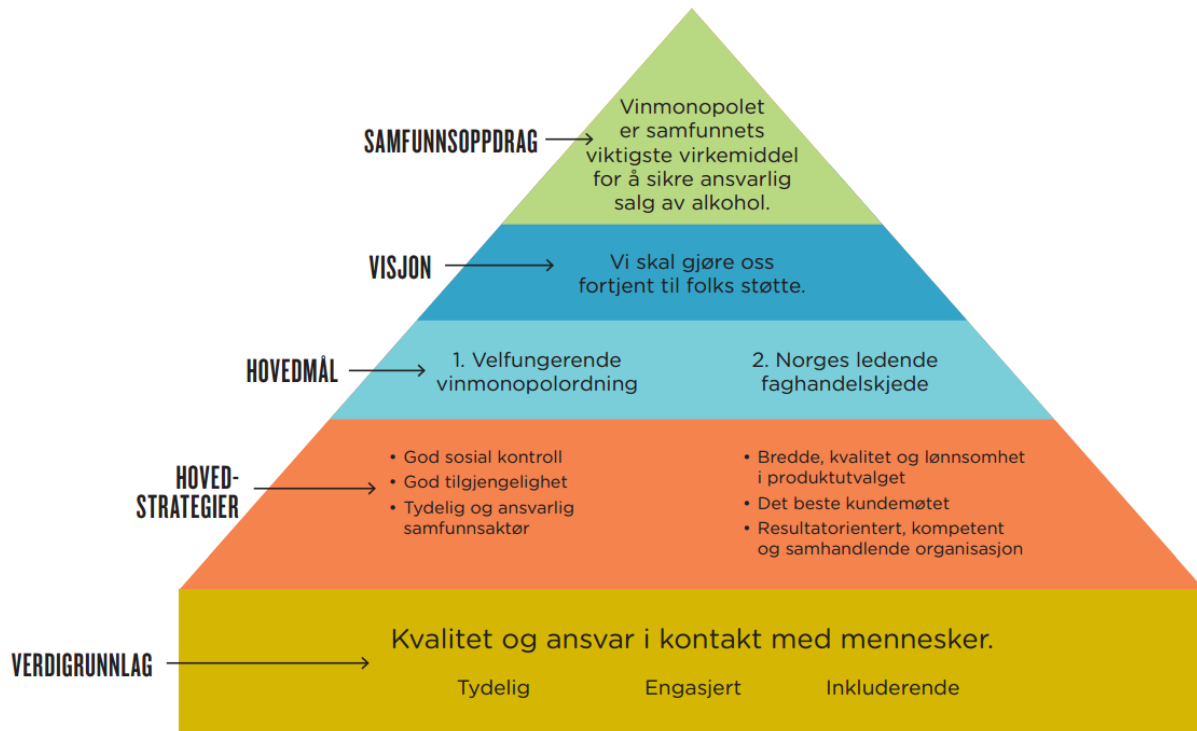 SAMFUNNSOPPDRAG
Vinmonopolet
er samfunnets
viktigste virkemiddel
for å sikre ansvarlig
salg av alkohol.
VISJON
Vi skal gjøre oss
fortjent til folks støtte.
HOVEDMÅL
1. Velfungerende
vinmonopolordning
2. Norges ledende
faghandelskjede
HOVED-
STRATEGIER
• God sosial kontroll
• God tilgjengelighet
• Tydelig og ansvarlig
samfunnsaktør
• Bredde, kvalitet og lønnsomhet
i produktutvalget
• Det beste kundemøtet
• Resultatorientert, kompetent
og samhandlende organisasjon
VERDIGRUNNLAG
Kvalitet og ansvar i kontakt med mennesker.
Tydelig Engasjert Inkluderende